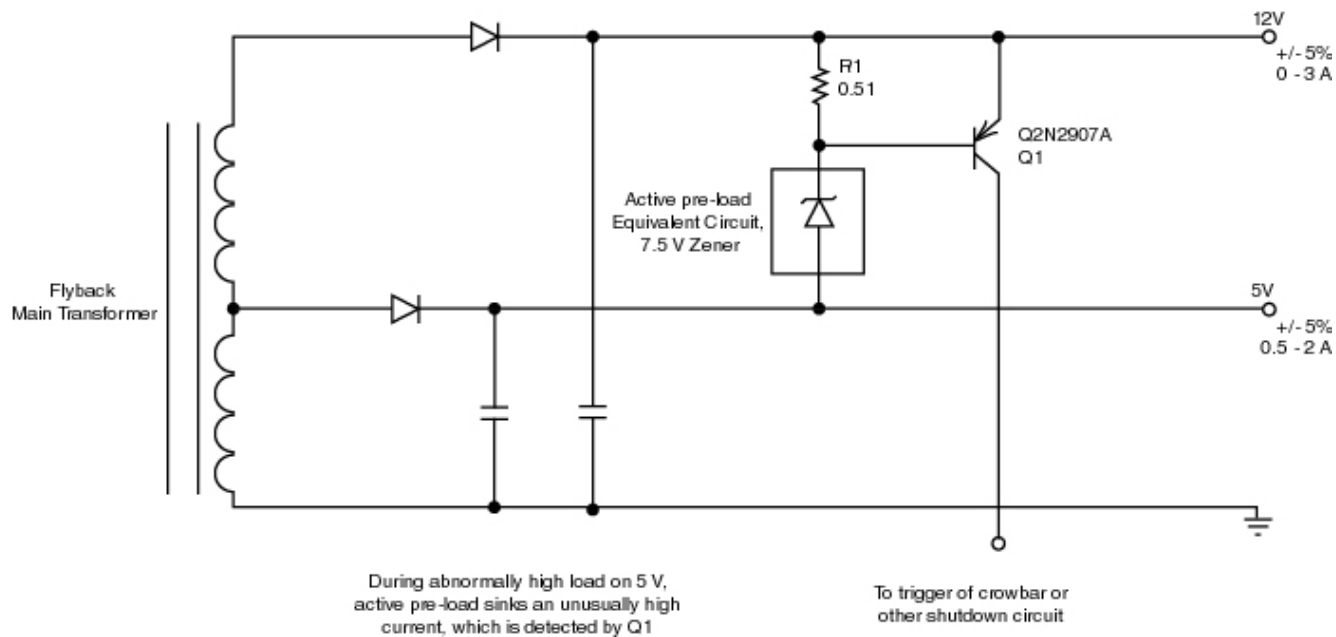 12V
+/- 5%
0 - 3 A
R1
0.51
Q2N2907A
Q1
Active pre-load
Equivalent Circuit,
7.5 V Zener
Flyback
Main Transformer
5V
+/- 5%
0.5 - 2 A
During abnormally high load on 5 V,
active pre-load sinks an unusually high
current, which is detected by Q1
To trigger of crowbar or
other shutdown circuit